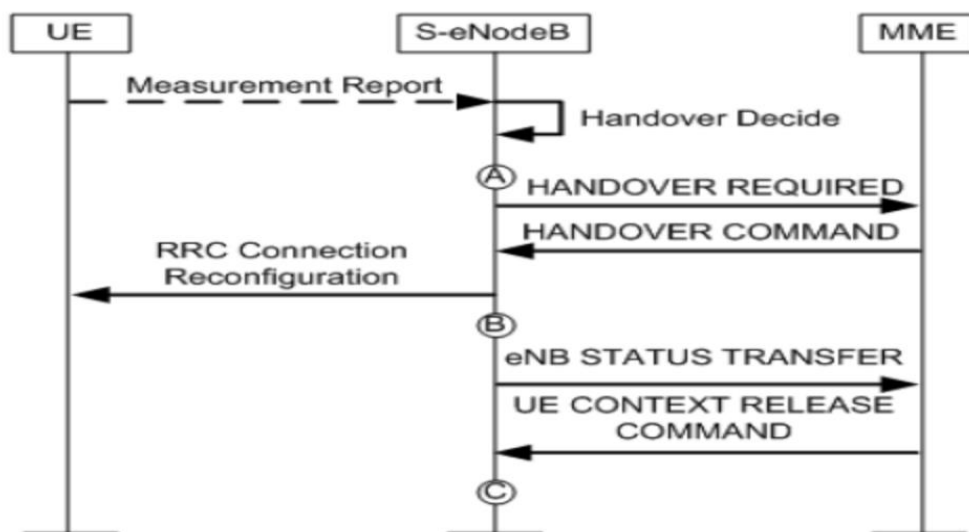 UE
S-eNodeB
MME
Measurement Report
Handover Decide
A
HANDOVER REQUIRED
HANDOVER COMMAND
RRC Connection
Reconfiguration
B
eNB STATUS TRANSFER
UE CONTEXT RELEASE
COMMAND
C